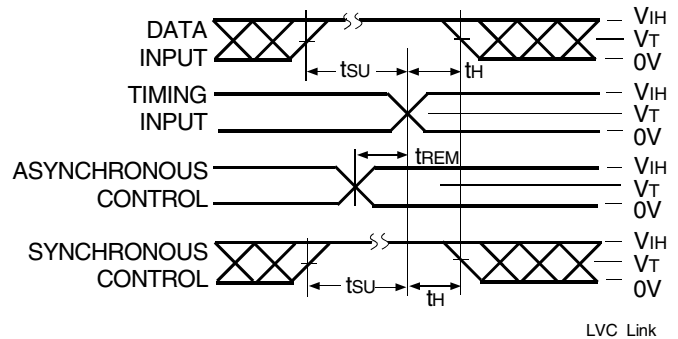 DATA
INPUT
tSU
tH
VIH
VT
0V
TIMING
INPUT
VIH
VT
0V
tREM
ASYNCHRONOUS
CONTROL
VIH
VT
0V
SYNCHRONOUS
CONTROL
tSU
tH
VIH
VT
0V
LVC Link